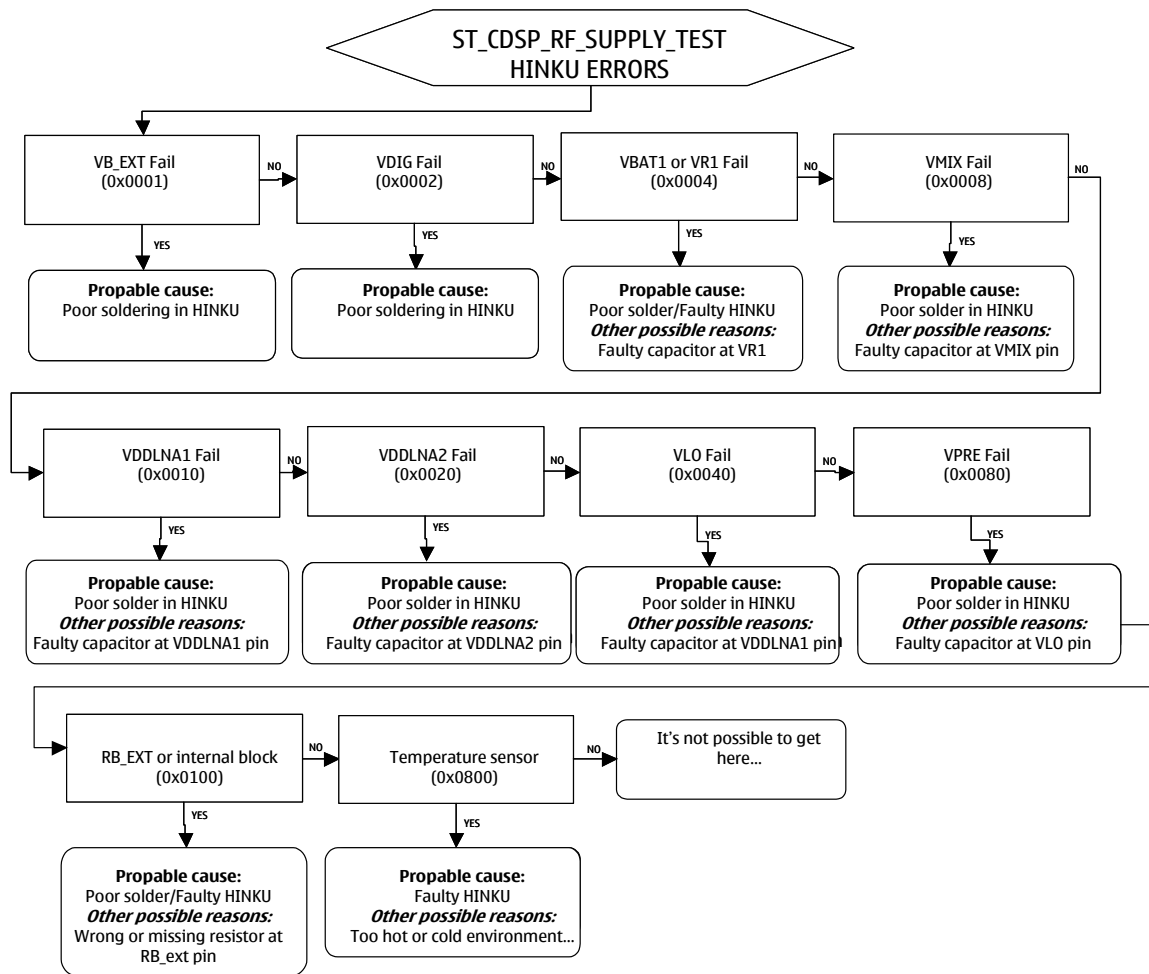 ST_CDSP_RF_SUPPLY_TEST
HINKU ERRORS
VB_EXT Fail
(0x0001)
NO
VDIG Fail
(0x0002)
NO
VBAT1 or VR1 Fail
(0x0004)
NO
VMIX Fail
(0x0008)
NO
YES
YES
YES
YES
Propable cause:
Poor soldering in HINKU
Propable cause:
Poor soldering in HINKU
Propable cause:
Poor solder/Faulty HINKU
Other possible reasons:
Faulty capacitor at VR1
Propable cause:
Poor solder in HINKU
Other possible reasons:
Faulty capacitor at VMIX pin
VDDLNA1 Fail
(0x0010)
NO
VDDLNA2 Fail
(0x0020)
NO
VLO Fail
(0x0040)
NO
VPRE Fail
(0x0080)
YES
YES
YES
YES
Propable cause:
Poor solder in HINKU
Other possible reasons:
Faulty capacitor at VDDLNA1 pin
Propable cause:
Poor solder in HINKU
Other possible reasons:
Faulty capacitor at VDDLNA2 pin
Propable cause:
Poor solder in HINKU
Other possible reasons:
Faulty capacitor at VDDLNA1 pin
Propable cause:
Poor solder in HINKU
Other possible reasons:
Faulty capacitor at VLO pin
RB_EXT or internal block
(0x0100)
NO
Temperature sensor
(0x0800)
NO
It's not possible to get
here...
YES
YES
Propable cause:
Poor solder/Faulty HINKU
Other possible reasons:
Wrong or missing resistor at
RB_ext pin
Propable cause:
Faulty HINKU
Other possible reasons:
Too hot or cold environment...